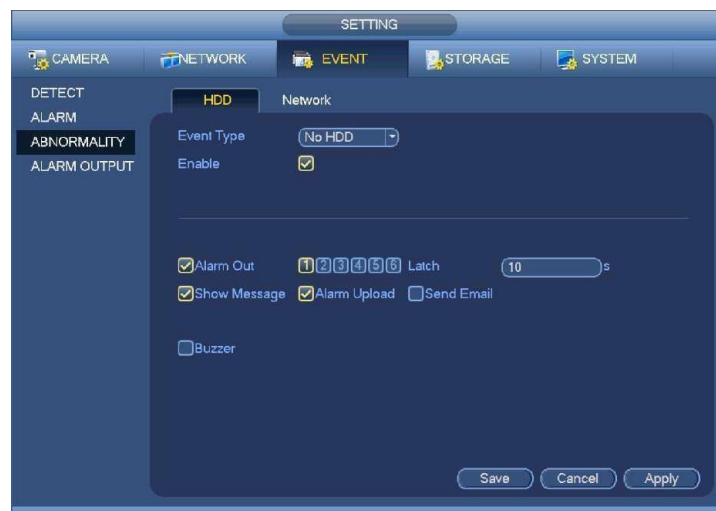 SETTING
CAMERA NETWORK EVENT STORAGE SYSTEM
DETECT
ALARM
ABNORMALITY
ALARM OUTPUT
HDD Network
Event Type No HDD
Enable
Alarm Out 1 2 3 4 5 6 Latch 10 s
Show Message Alarm Upload Send Email
Buzzer
Save Cancel Apply